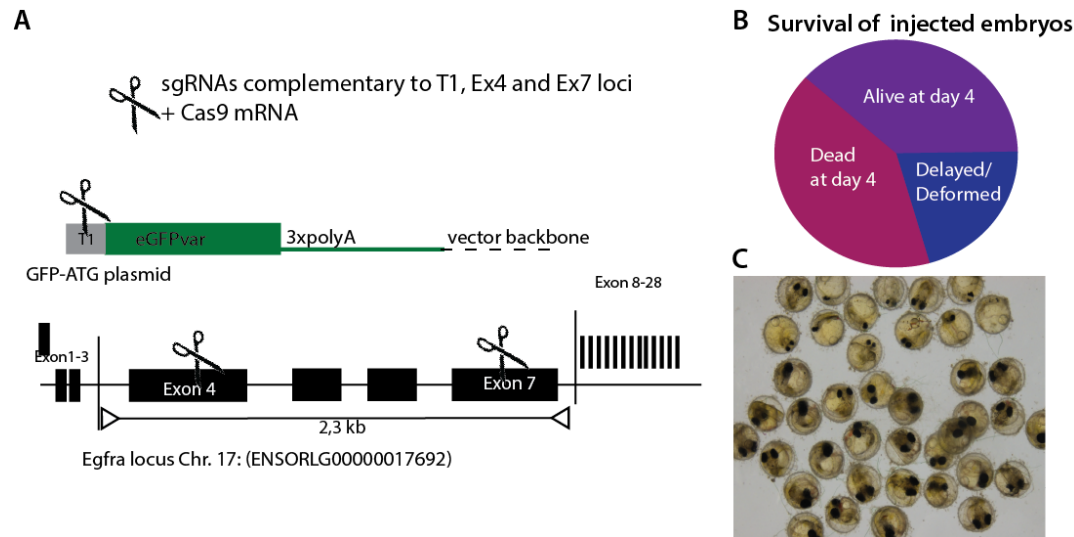 A
sgRNAs complementary to T1, Ex4 and Ex7 loci
+ Cas9 mRNA
T1
eGFPvar
3xpolyA
vector backbone
GFP-ATG plasmid
Exon 8-28
Exon1-3
Exon 4
Exon 7
2,3 kb
Egfra locus Chr. 17: (ENSORLG00000017692)
B
Survival of injected embryos
Alive at day 4
Dead
at day 4
Delayed/
Deformed
C